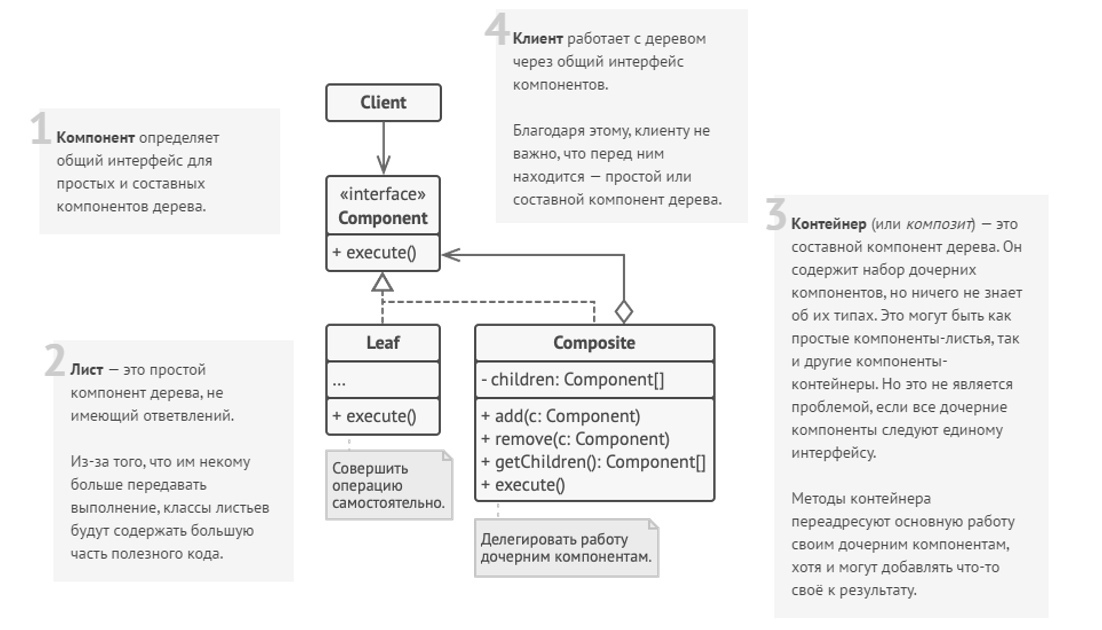 1
Компонент определяет
общий интерфейс для
простых и составных
компонентов дерева.
2
Лист — это простой
компонент дерева, не
имеющий ответвлений.
Из-за того, что им некому
больше передавать
выполнение, классы листьев
будут содержать большую
часть полезного кода.
Client
«interface»
Component
+ execute()
Leaf
...
+ execute()
Совершить
операцию
самостоятельно.
Composite
- children: Component[]
+ add(c: Component)
+ remove(c: Component)
+ getChildren(): Component[]
+ execute()
Делегировать работу
дочерним компонентам.
4
Клиент работает с деревом
через общий интерфейс
компонентов.
Благодаря этому, клиенту не
важно, что перед ним
находится — простой или
составной компонент дерева.
3
Контейнер (или композит) — это
составной компонент дерева. Он
содержит набор дочерних
компонентов, но ничего не знает
об их типах. Это могут быть как
простые компоненты-листья, так
и другие компоненты-
контейнеры. Но это не является
проблемой, если все дочерние
компоненты следуют единому
интерфейсу.
Методы контейнера
переадресуют основную работу
своим дочерним компонентам,
хотя и могут добавлять что-то
своё к результату.